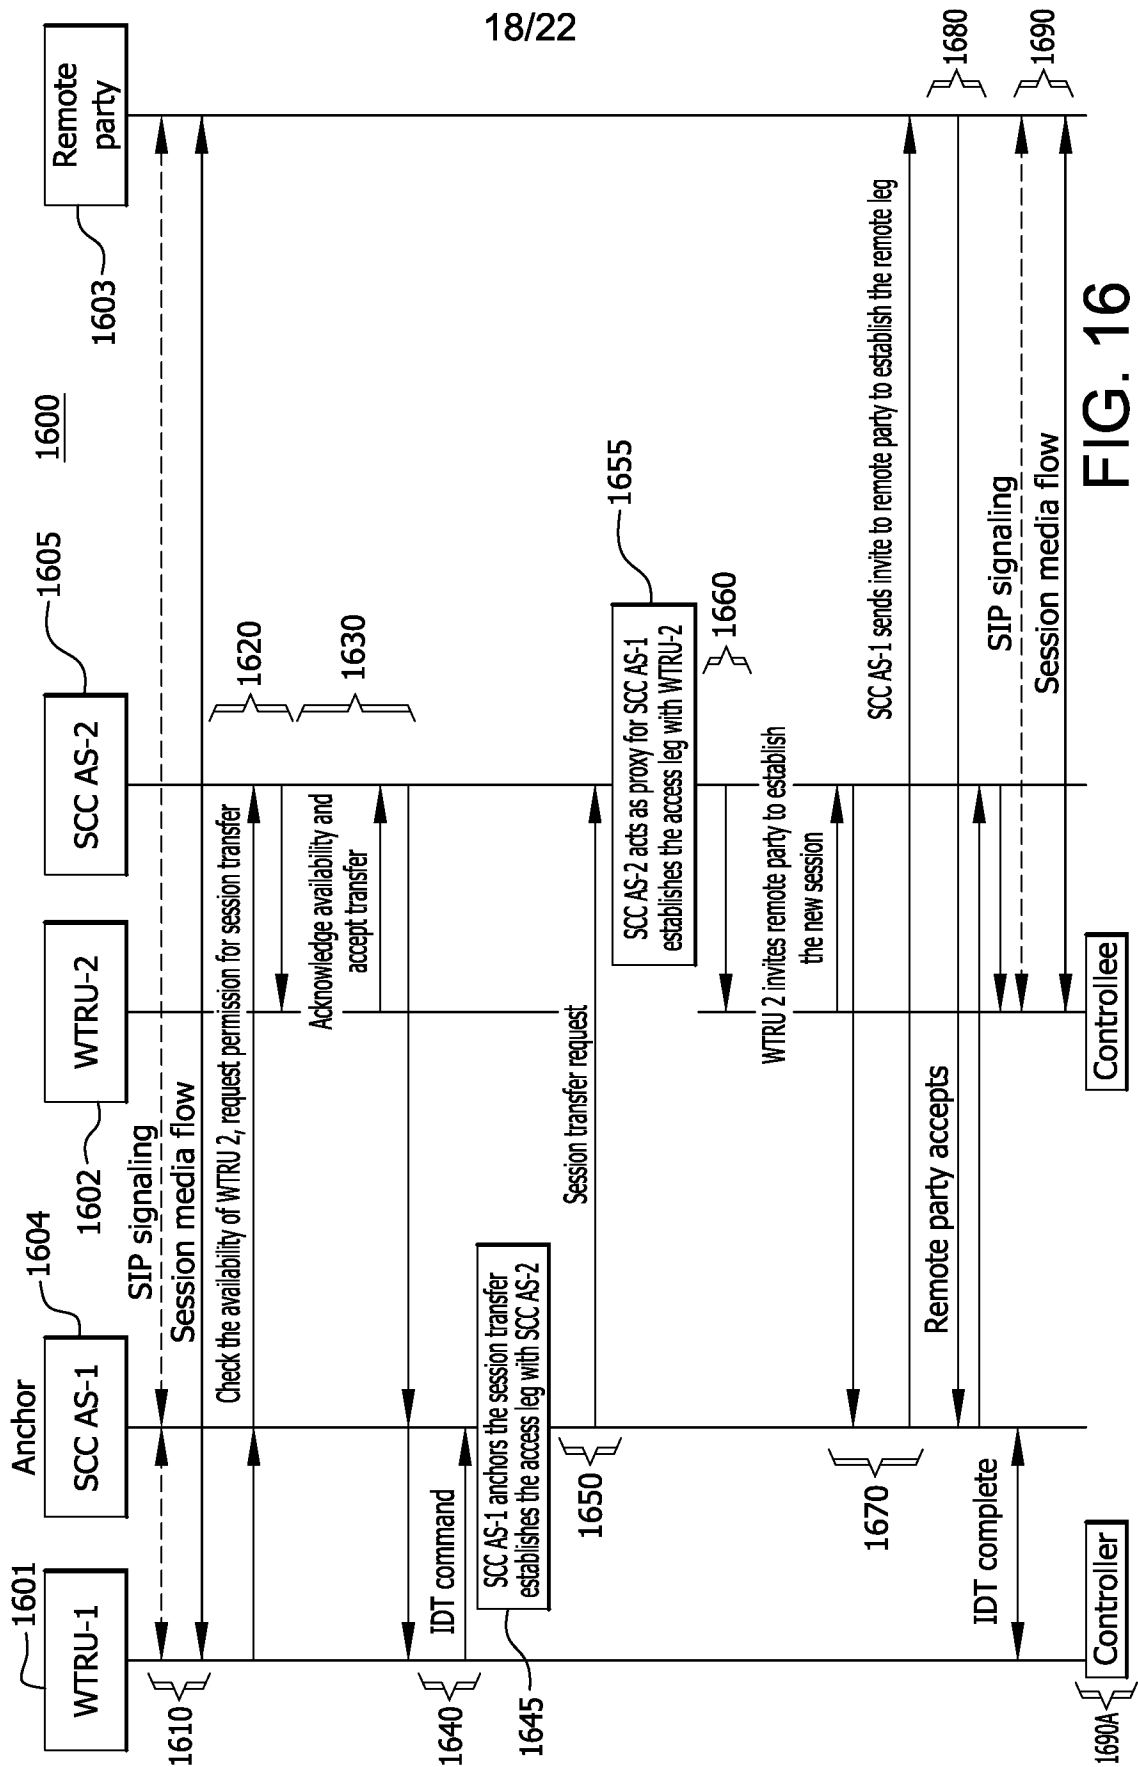 18/22
1600
Anchor
1601
1604
1602
1605
1603
WTRU-1
SCC AS-1
WTRU-2
SCC AS-2
Remote
party
1610
SIP signaling
Session media flow
Check the availability of WTRU 2, request permission for session transfer
1620
Acknowledge availability and
accept transfer
1630
1640
IDT command
1645
SCC AS-1 anchors the session transfer
establishes the access leg with SCC AS-2
1650
Session transfer request
SCC AS-2 acts as proxy for SCC AS-1
establishes the access leg with WTRU-2
1655
1660
WTRU 2 invites remote party to establish
the new session
1670
SCC AS-1 sends invite to remote party to establish the remote leg
Remote party accepts
1680
IDT complete
SIP signaling
Session media flow
1690
1690A
Controller
Controllee
FIG. 16